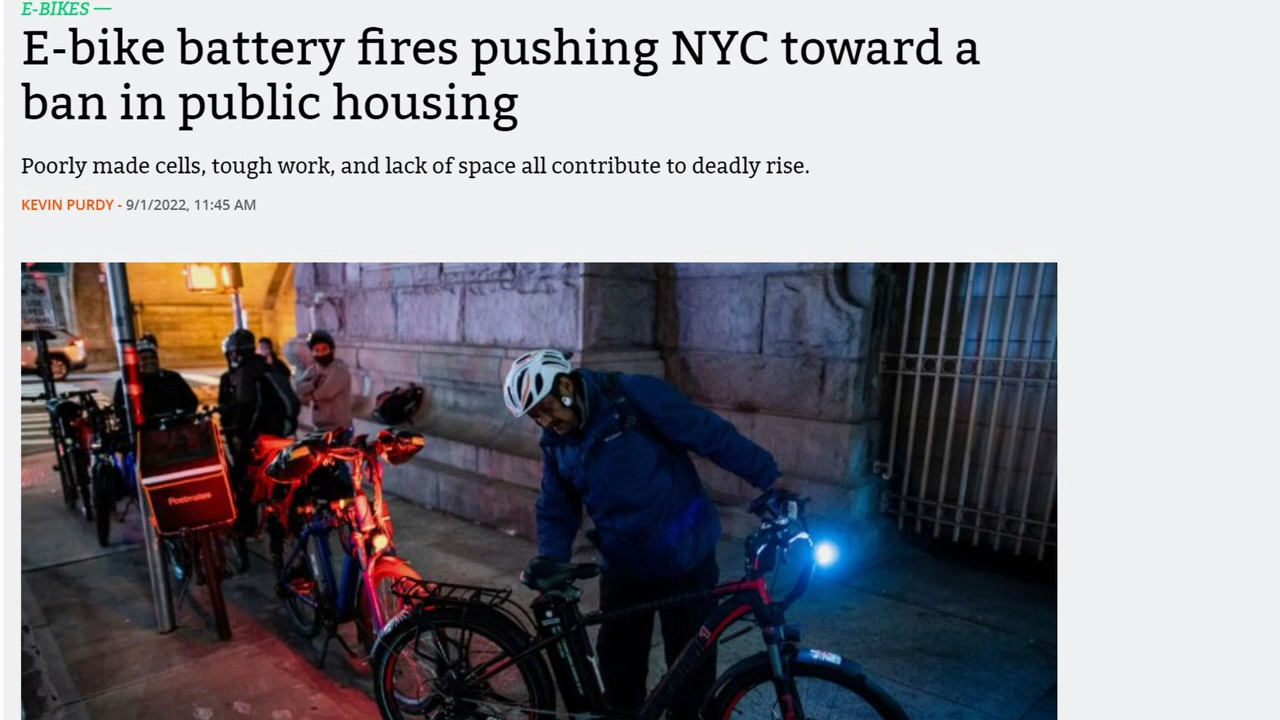 E-BIKES —
E-bike battery fires pushing NYC toward a
ban in public housing
Poorly made cells, tough work, and lack of space all contribute to deadly rise.
KEVIN PURDY - 9/1/2022, 11:45 AM
Postmates